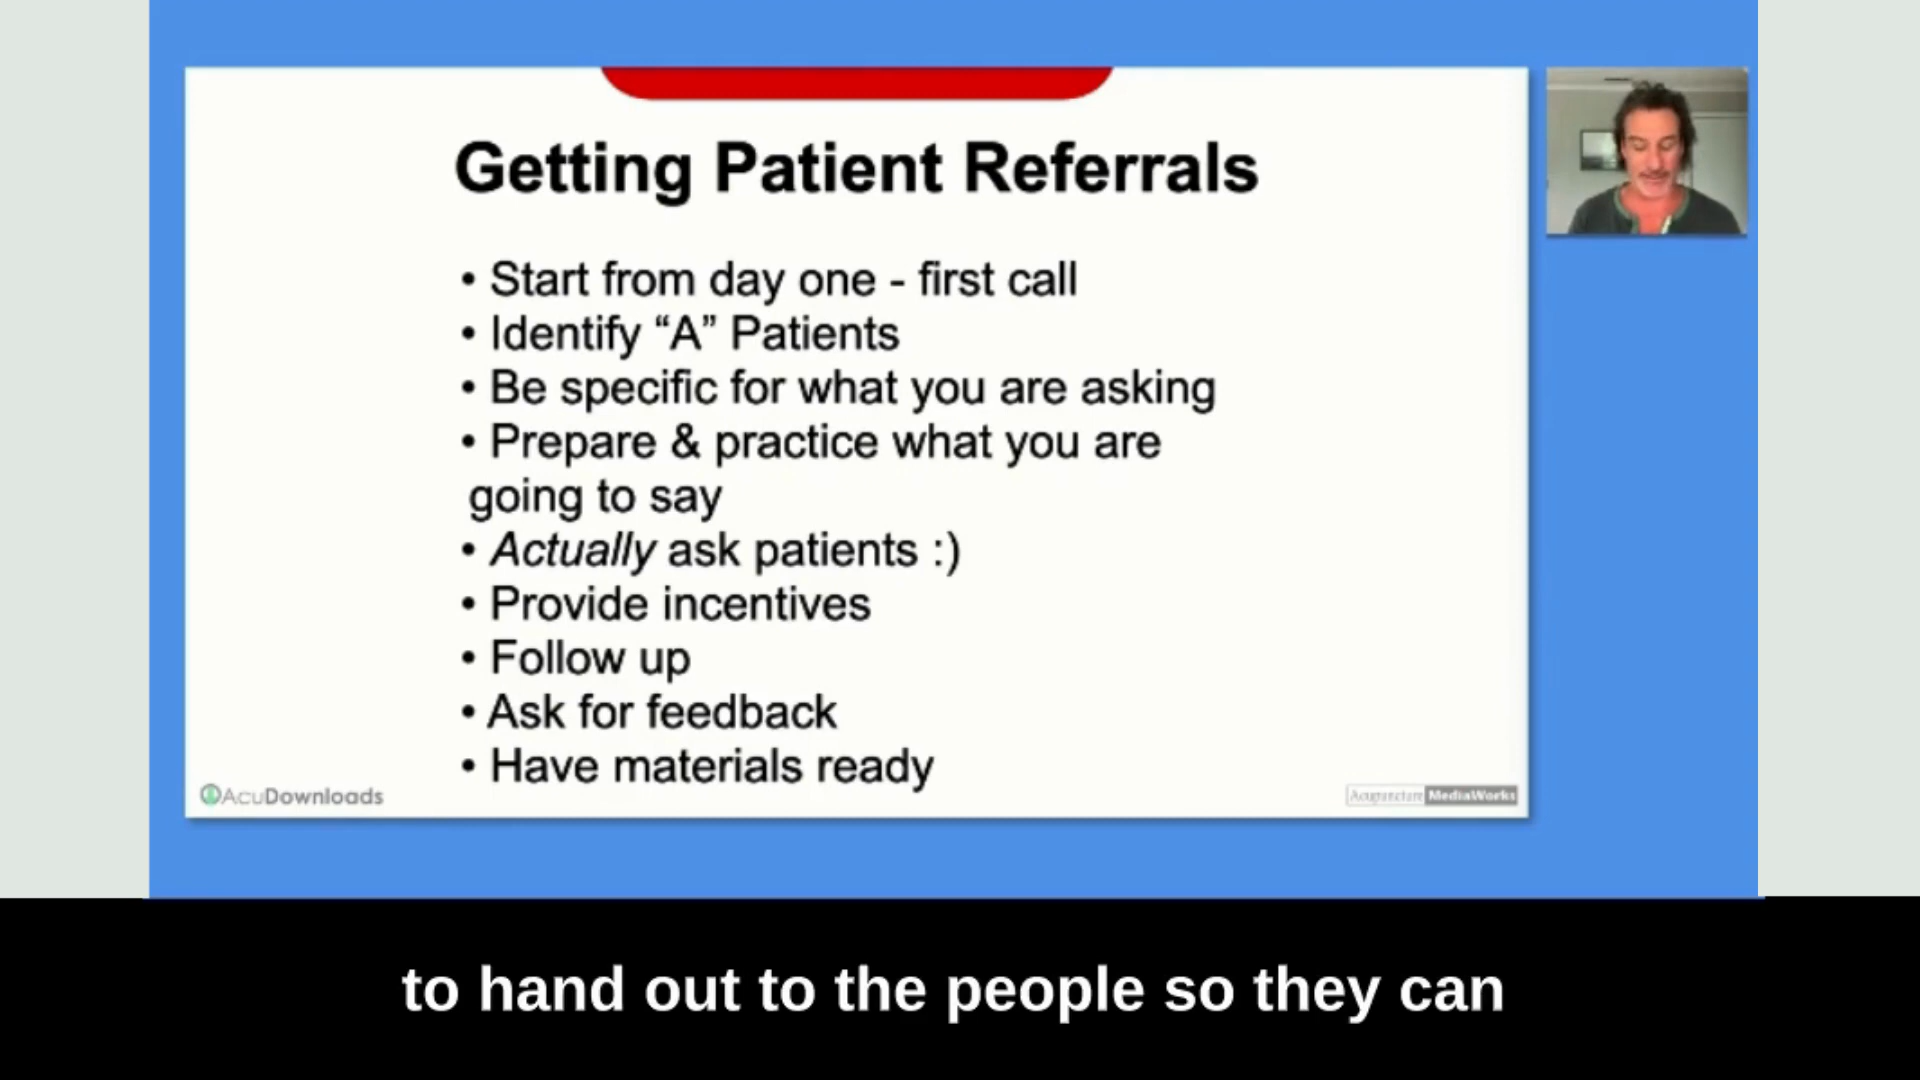 Getting Patient Referrals
• Start from day one - first call
• Identify “A” Patients
• Be specific for what you are asking
• Prepare & practice what you are
going to say
• Actually ask patients :)
• Provide incentives
• Follow up
• Ask for feedback
• Have materials ready
AcuDownloads
Acupuncture MediaWorks
to hand out to the people so they can